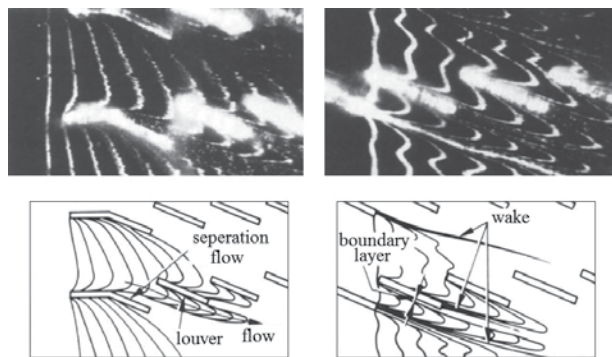 seperation
flow
louver
flow
wake
boundary
layer